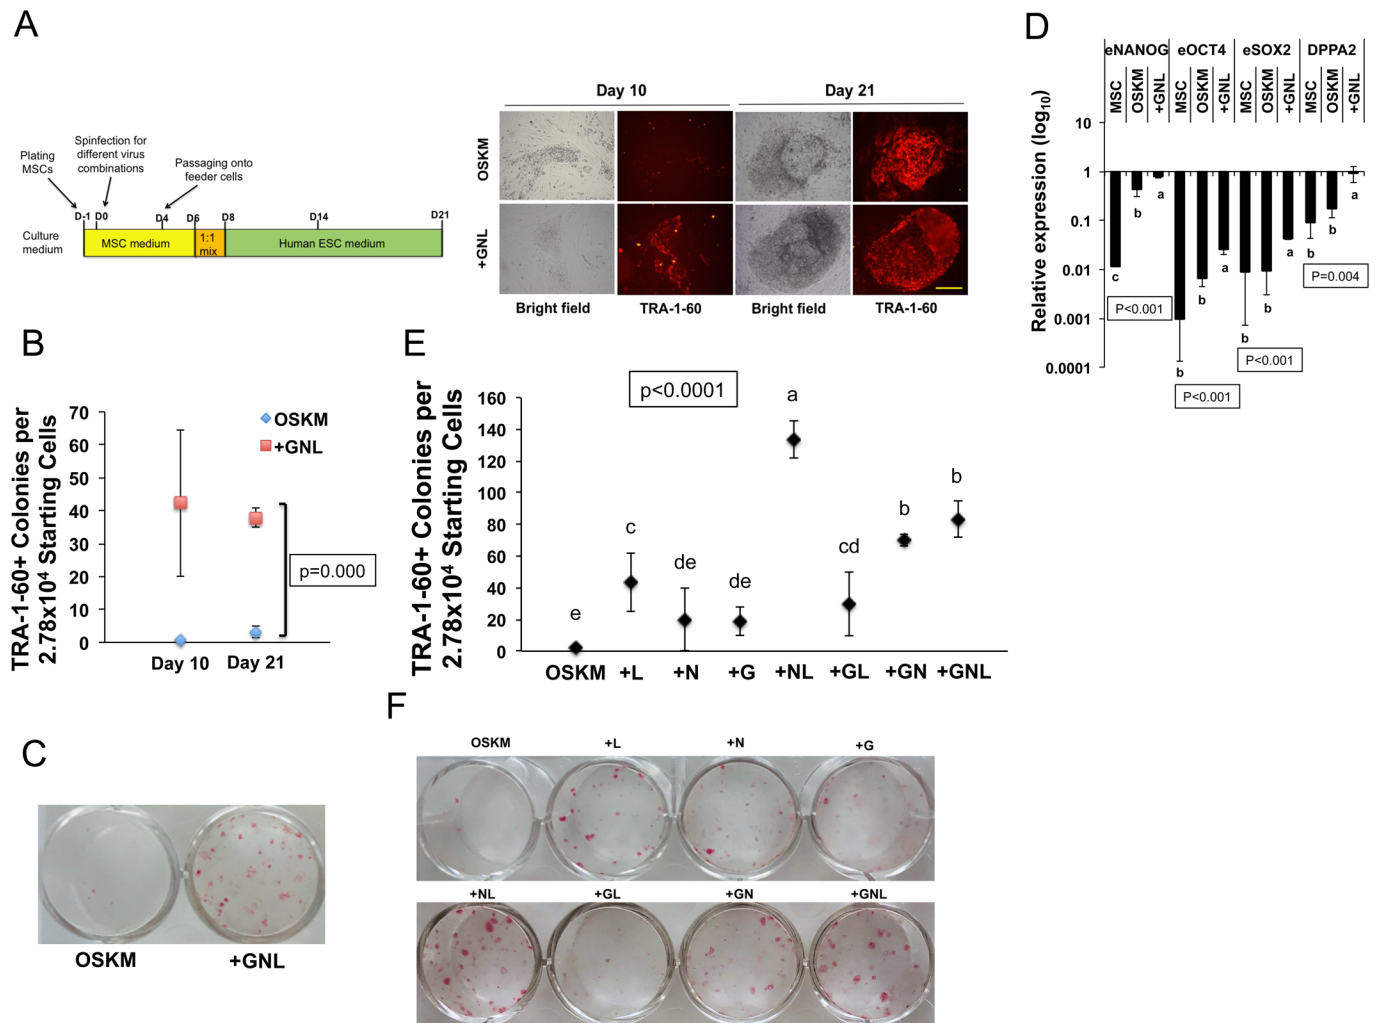 A
Plating
MSCs
Spinfection for
different virus
combinations
Passaging onto
feeder cells
D-1 D0 D4 D6 D8 D14 D21
Culture
medium
MSC medium
1:1
mix
Human ESC medium
Day 10 Day 21
OSKM
+GNL
Bright field TRA-1-60 Bright field TRA-1-60
D
eNANOG eOCT4 eSOX2 DPPA2
MSC OSKM +GNL MSC OSKM +GNL MSC OSKM +GNL MSC OSKM +GNL
Relative expression (log10)
10
1
0.1
0.01
0.001
0.0001
c b a b b a b b a b b a
P<0.001
P<0.001
P<0.001
P=0.004
B
TRA-1-60+ Colonies per
2.78x10⁴ Starting Cells
70
60
50
40
30
20
10
0
OSKM
+GNL
p=0.000
Day 10 Day 21
E
TRA-1-60+ Colonies per
2.78x10⁴ Starting Cells
160
140
120
100
80
60
40
20
0
p<0.0001
e c de de a cd b b
OSKM +L +N +G +NL +GL +GN +GNL
C
OSKM +GNL
F
OSKM +L +N +G
+NL +GL +GN +GNL